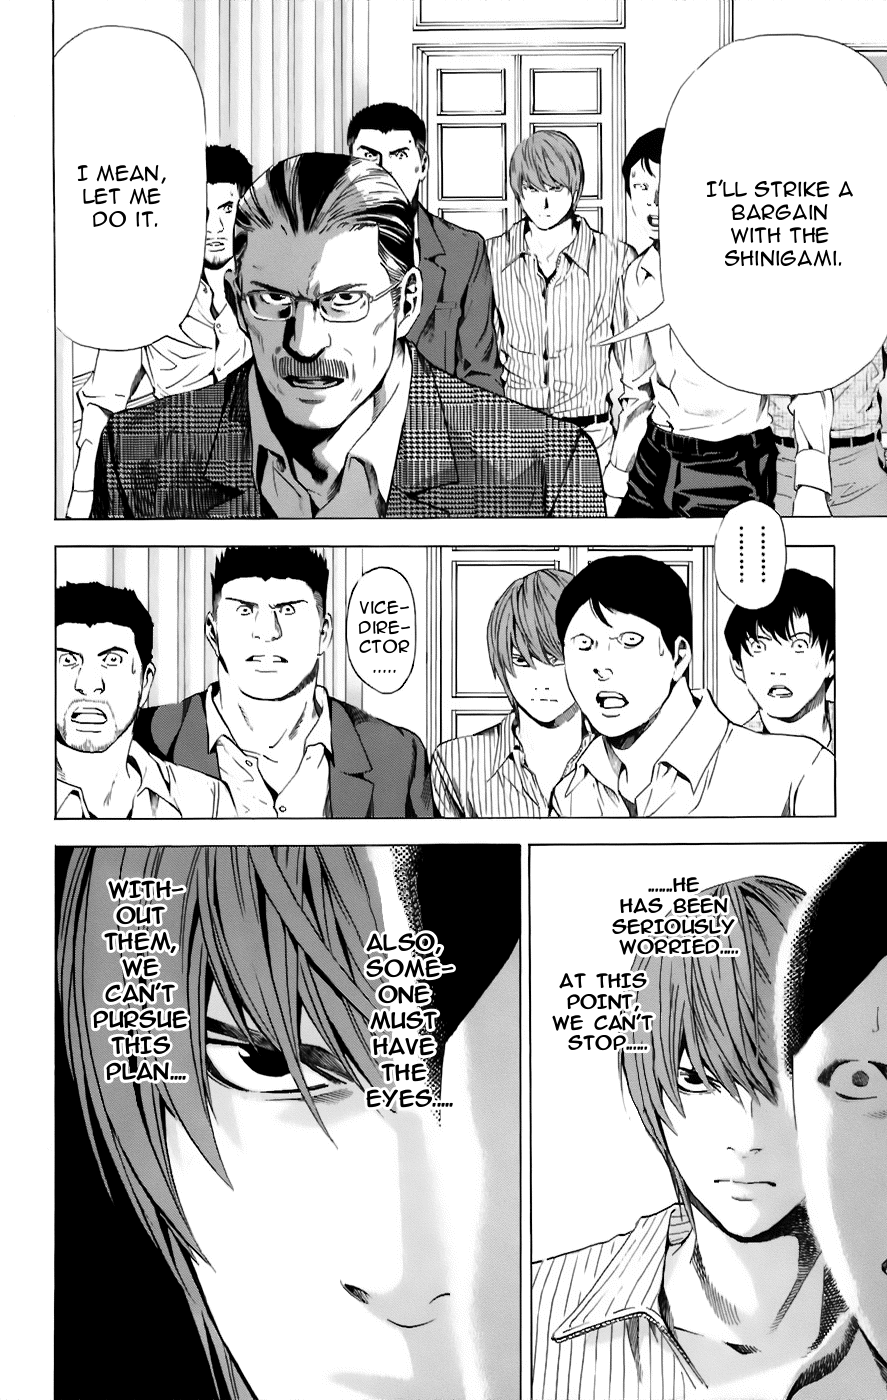 I'LL STRIKE A
BARGAIN
WITH THE
SHINIGAMI.
I MEAN,
LET ME
DO IT.
.........
VICE-
DIRE-
CTOR
.....
.......HE
HAS BEEN
SERIOUSLY
WORRIED.....
AT THIS
POINT,
WE CAN'T
STOP......
ALSO,
SOME-
ONE
MUST
HAVE
THE
EYES.....
WITH-
OUT
THEM,
WE
CAN'T
PURSUE
THIS
PLAN....